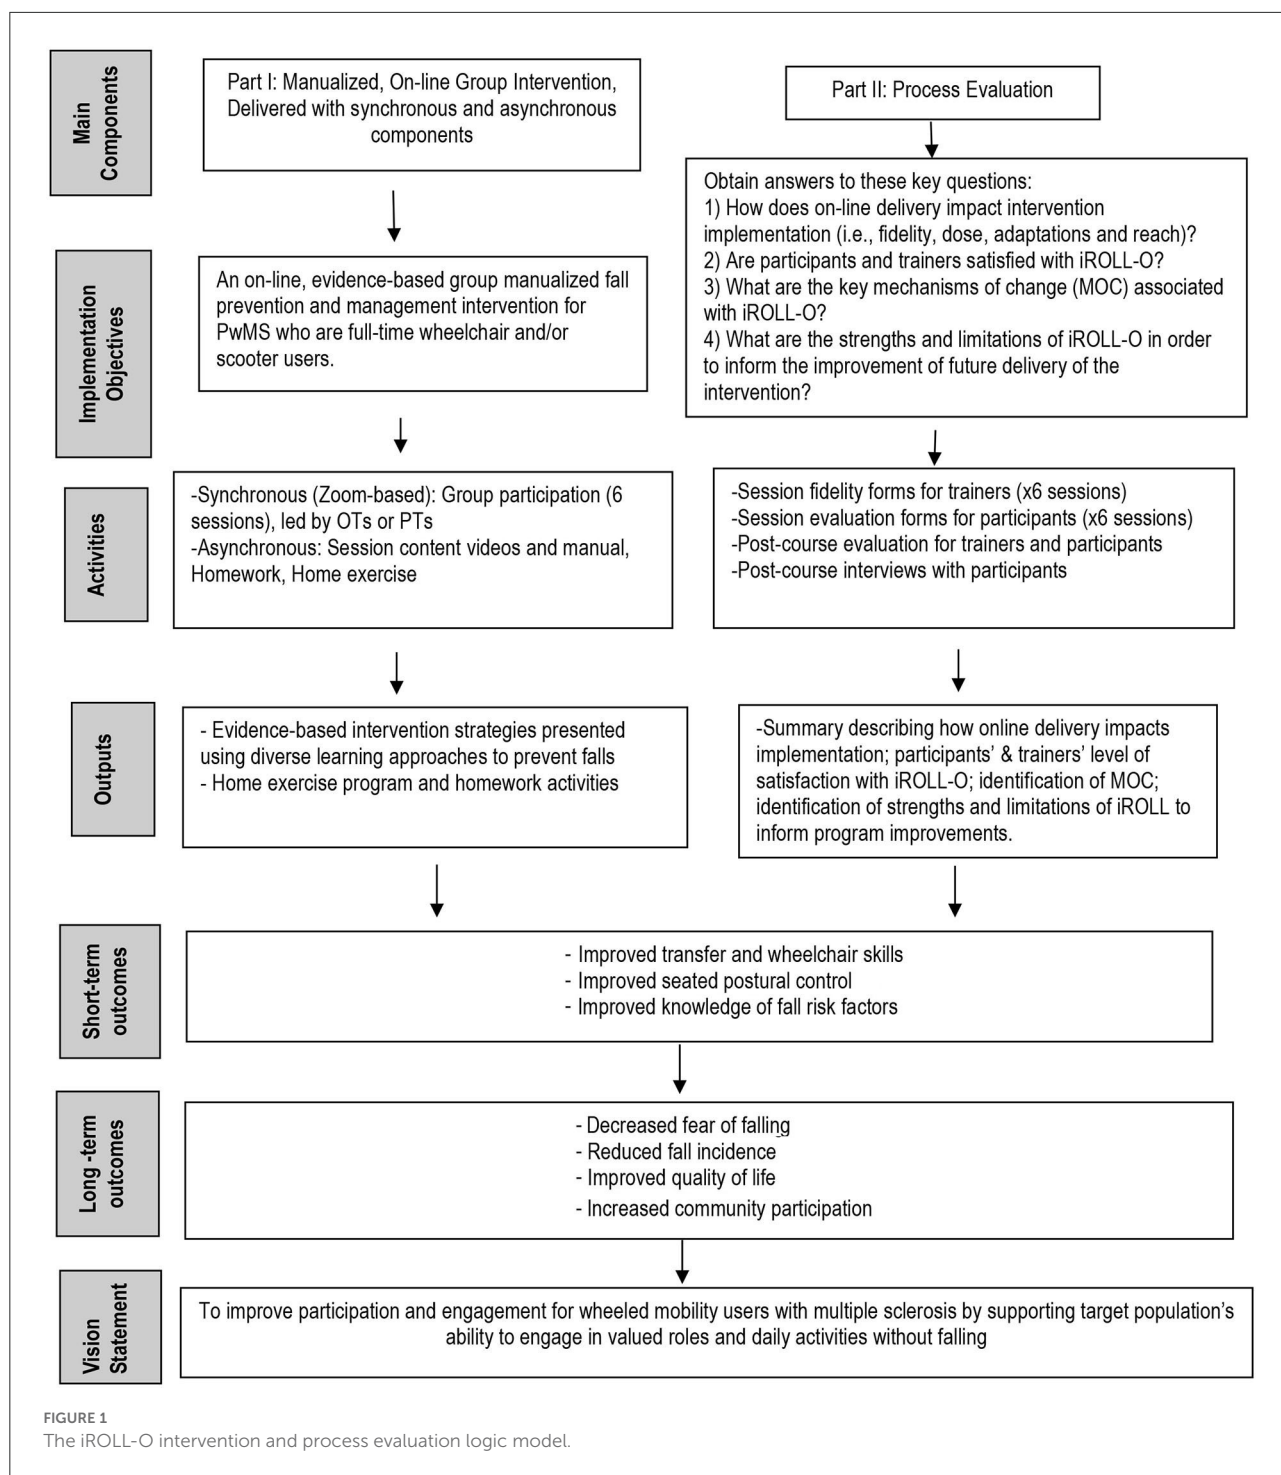 Main
Components
Part I: Manualized, On-line Group Intervention,
Delivered with synchronous and asynchronous
components
Part II: Process Evaluation
Implementation
Objectives
An on-line, evidence-based group manualized fall
prevention and management intervention for
PwMS who are full-time wheelchair and/or
scooter users.
Obtain answers to these key questions:
1) How does on-line delivery impact intervention
implementation (i.e., fidelity, dose, adaptations and reach)?
2) Are participants and trainers satisfied with iROLL-O?
3) What are the key mechanisms of change (MOC) associated
with iROLL-O?
4) What are the strengths and limitations of iROLL-O in order
to inform the improvement of future delivery of the
intervention?
Activities
-Synchronous (Zoom-based): Group participation (6
sessions), led by OTs or PTs
-Asynchronous: Session content videos and manual,
Homework, Home exercise
-Session fidelity forms for trainers (x6 sessions)
-Session evaluation forms for participants (x6 sessions)
-Post-course evaluation for trainers and participants
-Post-course interviews with participants
Outputs
- Evidence-based intervention strategies presented
using diverse learning approaches to prevent falls
- Home exercise program and homework activities
-Summary describing how online delivery impacts
implementation; participants’ & trainers’ level of
satisfaction with iROLL-O; identification of MOC;
identification of strengths and limitations of iROLL to
inform program improvements.
Short-term
outcomes
- Improved transfer and wheelchair skills
- Improved seated postural control
- Improved knowledge of fall risk factors
Long -term
outcomes
- Decreased fear of falling
- Reduced fall incidence
- Improved quality of life
- Increased community participation
Vision
Statement
To improve participation and engagement for wheeled mobility users with multiple sclerosis by supporting target population’s
ability to engage in valued roles and daily activities without falling
FIGURE 1
The iROLL-O intervention and process evaluation logic model.